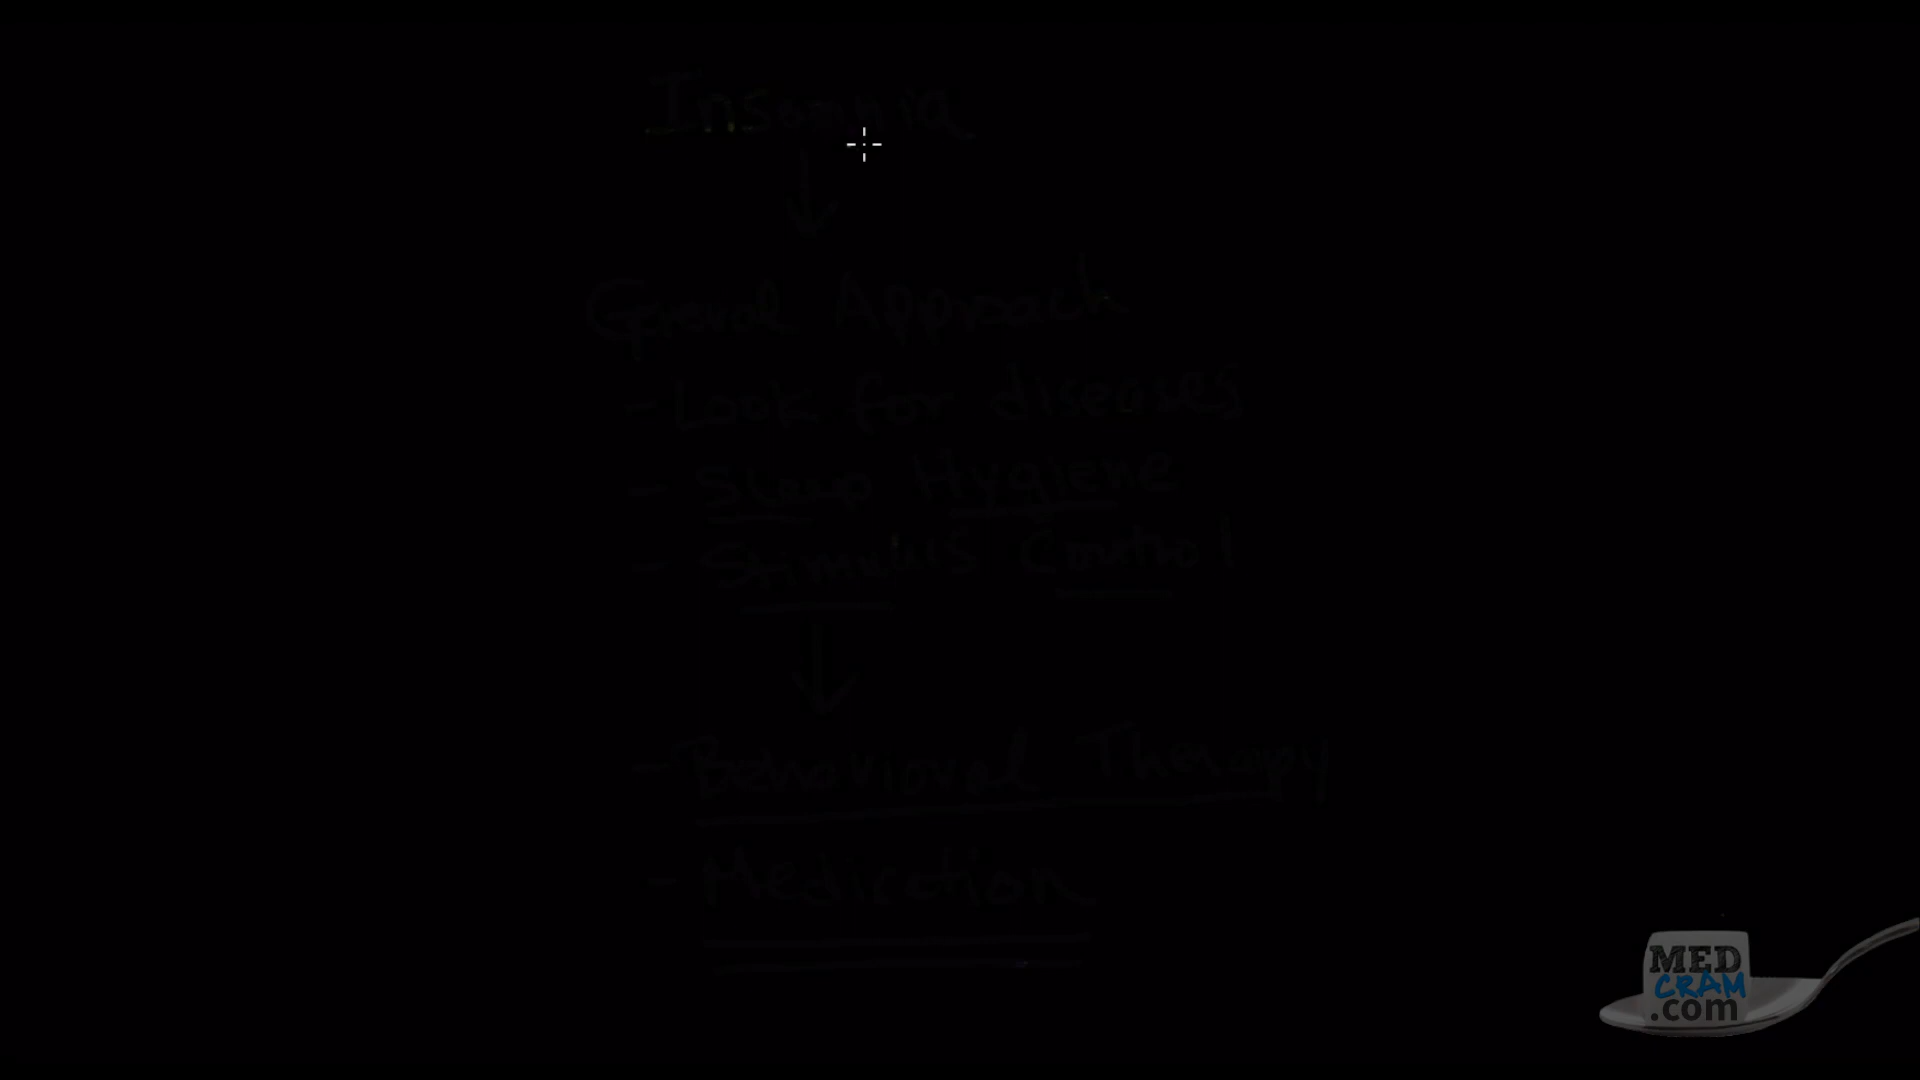 Insomnia
General Approach
- Look for diseases
- Sleep Hygiene
- Stimulus Control
- Behavioral Therapy
- Medication
MED
CRAM
.com